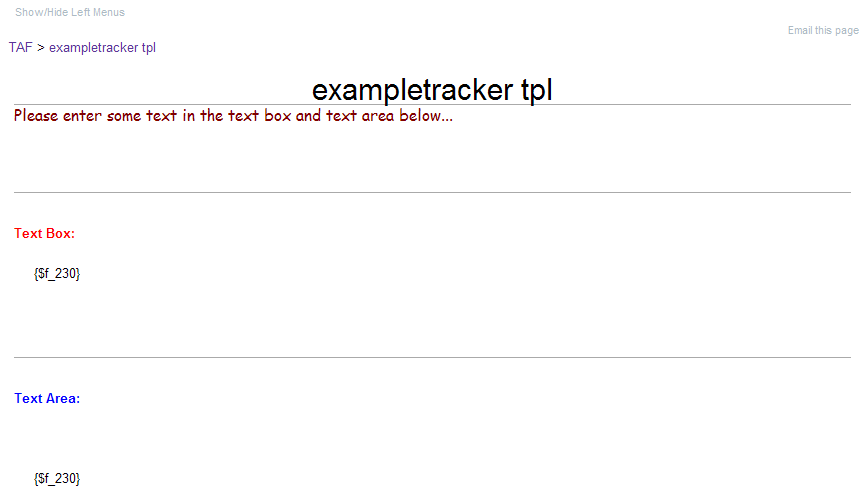 Show/Hide Left Menus
Email this page
TAF > exampletracker tpl
exampletracker tpl
Please enter some text in the text box and text area below...
Text Box:
{$f_230}
Text Area:
{$f_230}